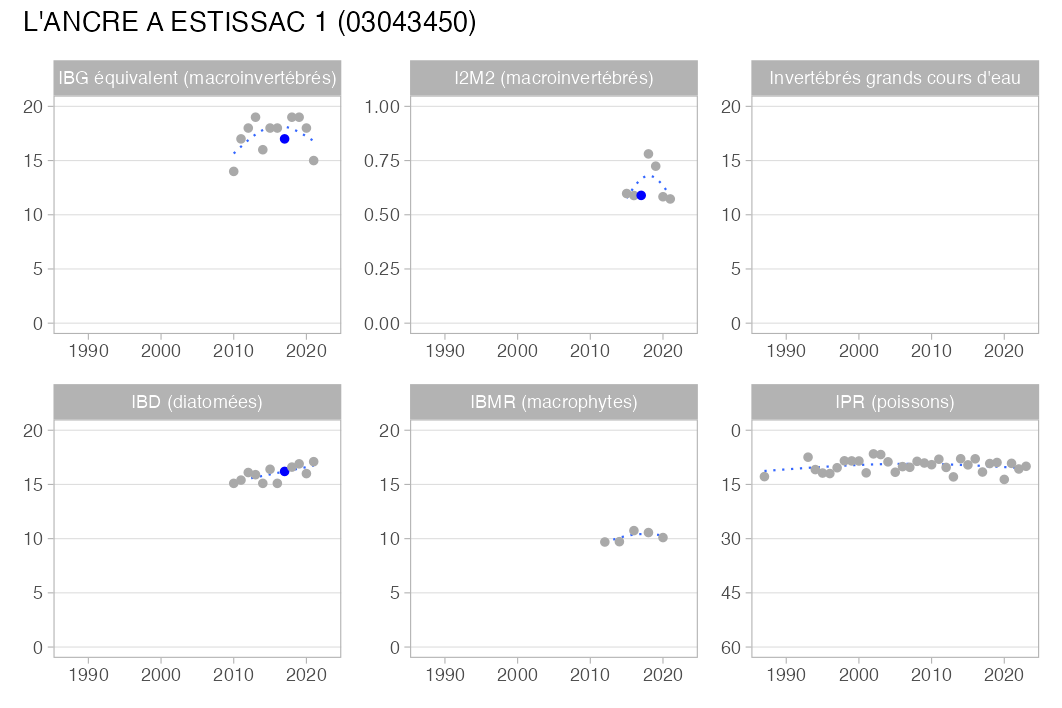 L'ANCRE A ESTISSAC 1 (03043450)
IBG équivalent (macroinvertébrés)
I2M2 (macroinvertébrés)
Invertébrés grands cours d'eau
20
15
10
5
0
1990 2000 2010 2020
1.00
0.75
0.50
0.25
0.00
1990 2000 2010 2020
20
15
10
5
0
1990 2000 2010 2020
IBD (diatomées)
IBMR (macrophytes)
IPR (poissons)
20
15
10
5
0
1990 2000 2010 2020
20
15
10
5
0
1990 2000 2010 2020
0
15
30
45
60
1990 2000 2010 2020